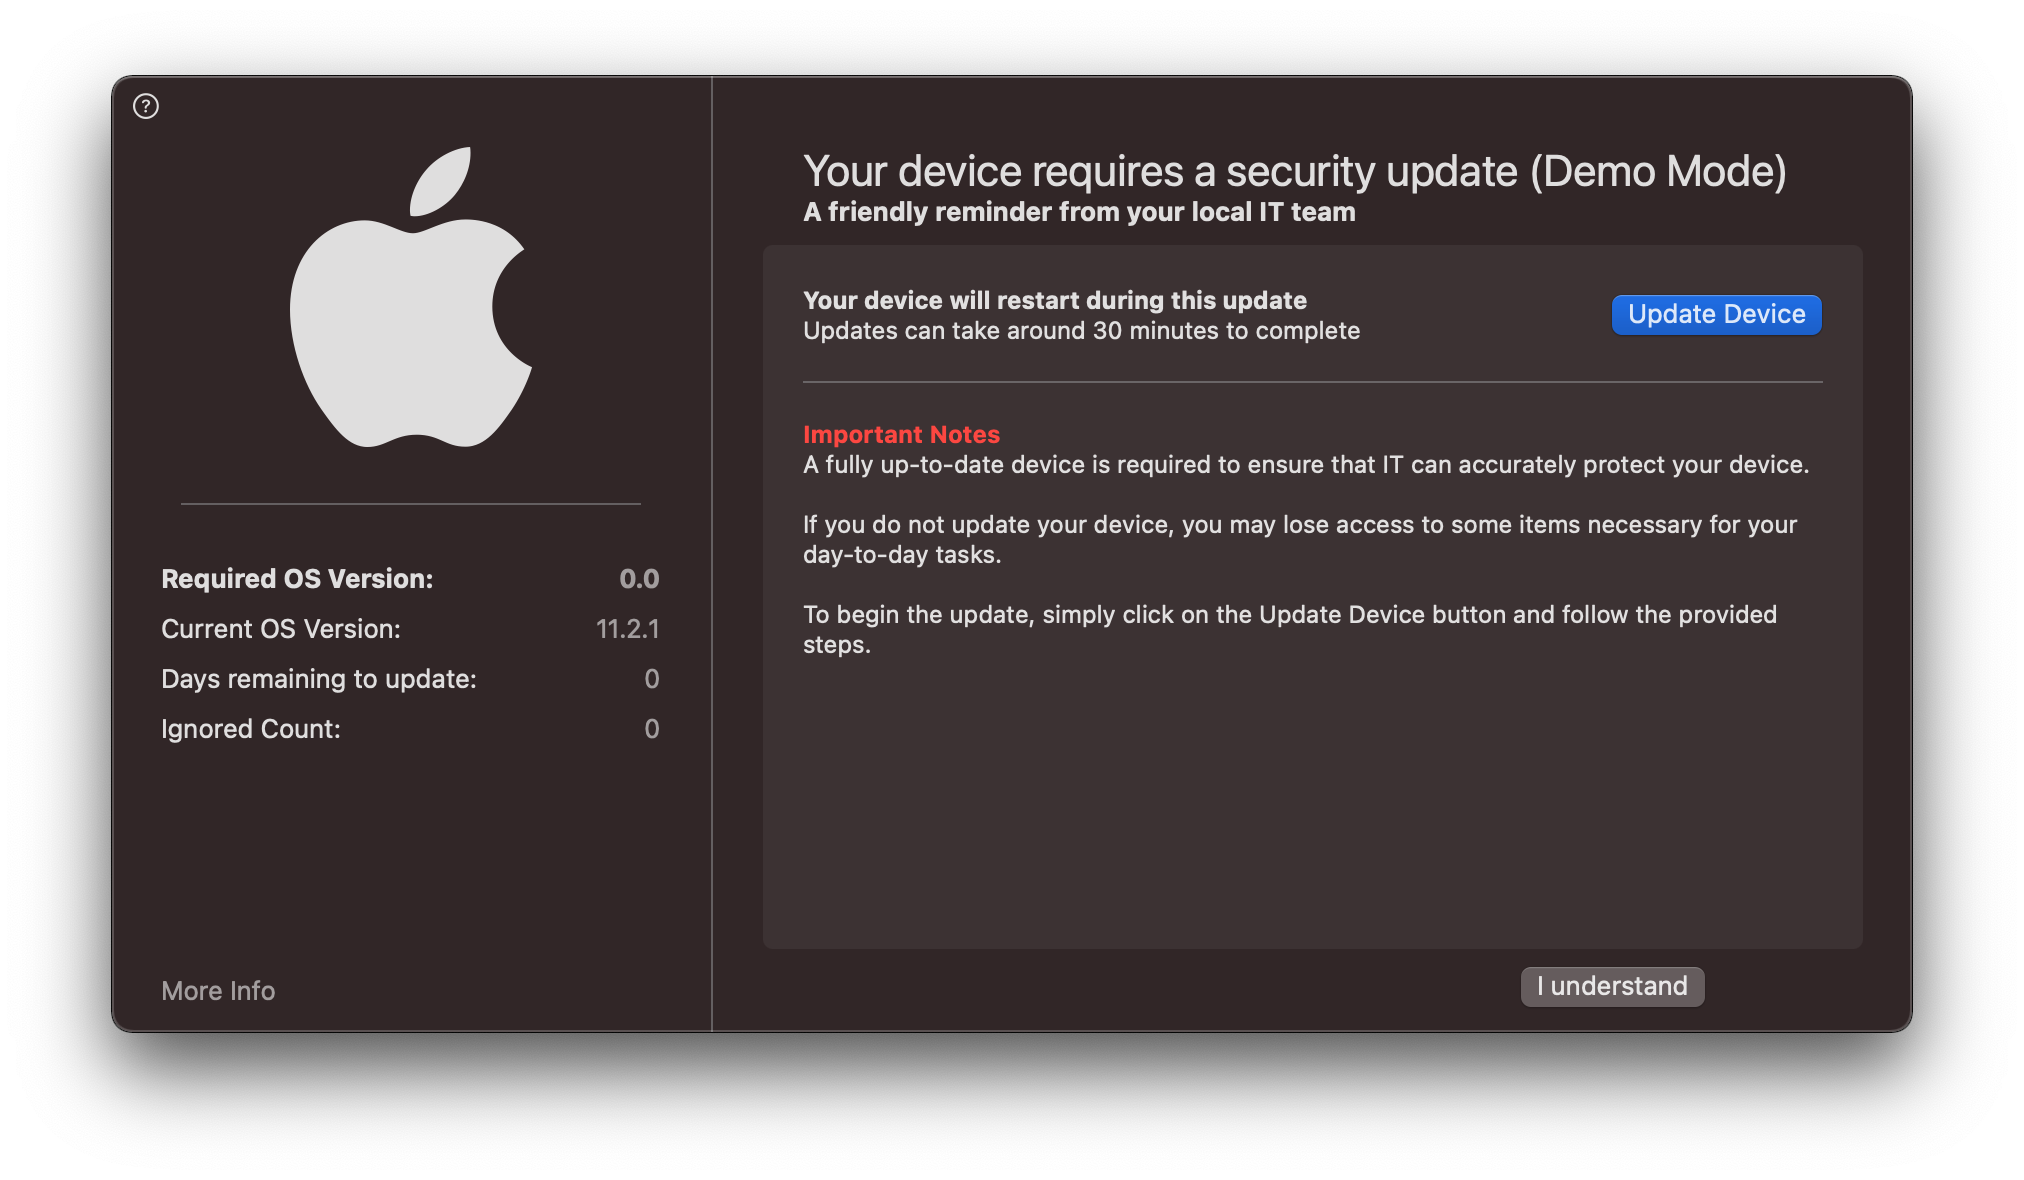 ?
Your device requires a security update (Demo Mode)
A friendly reminder from your local IT team
Your device will restart during this update
Updates can take around 30 minutes to complete
Update Device
Important Notes
A fully up-to-date device is required to ensure that IT can accurately protect your device.
If you do not update your device, you may lose access to some items necessary for your
day-to-day tasks.
To begin the update, simply click on the Update Device button and follow the provided
steps.
Required OS Version: 0.0
Current OS Version: 11.2.1
Days remaining to update: 0
Ignored Count: 0
More Info
I understand